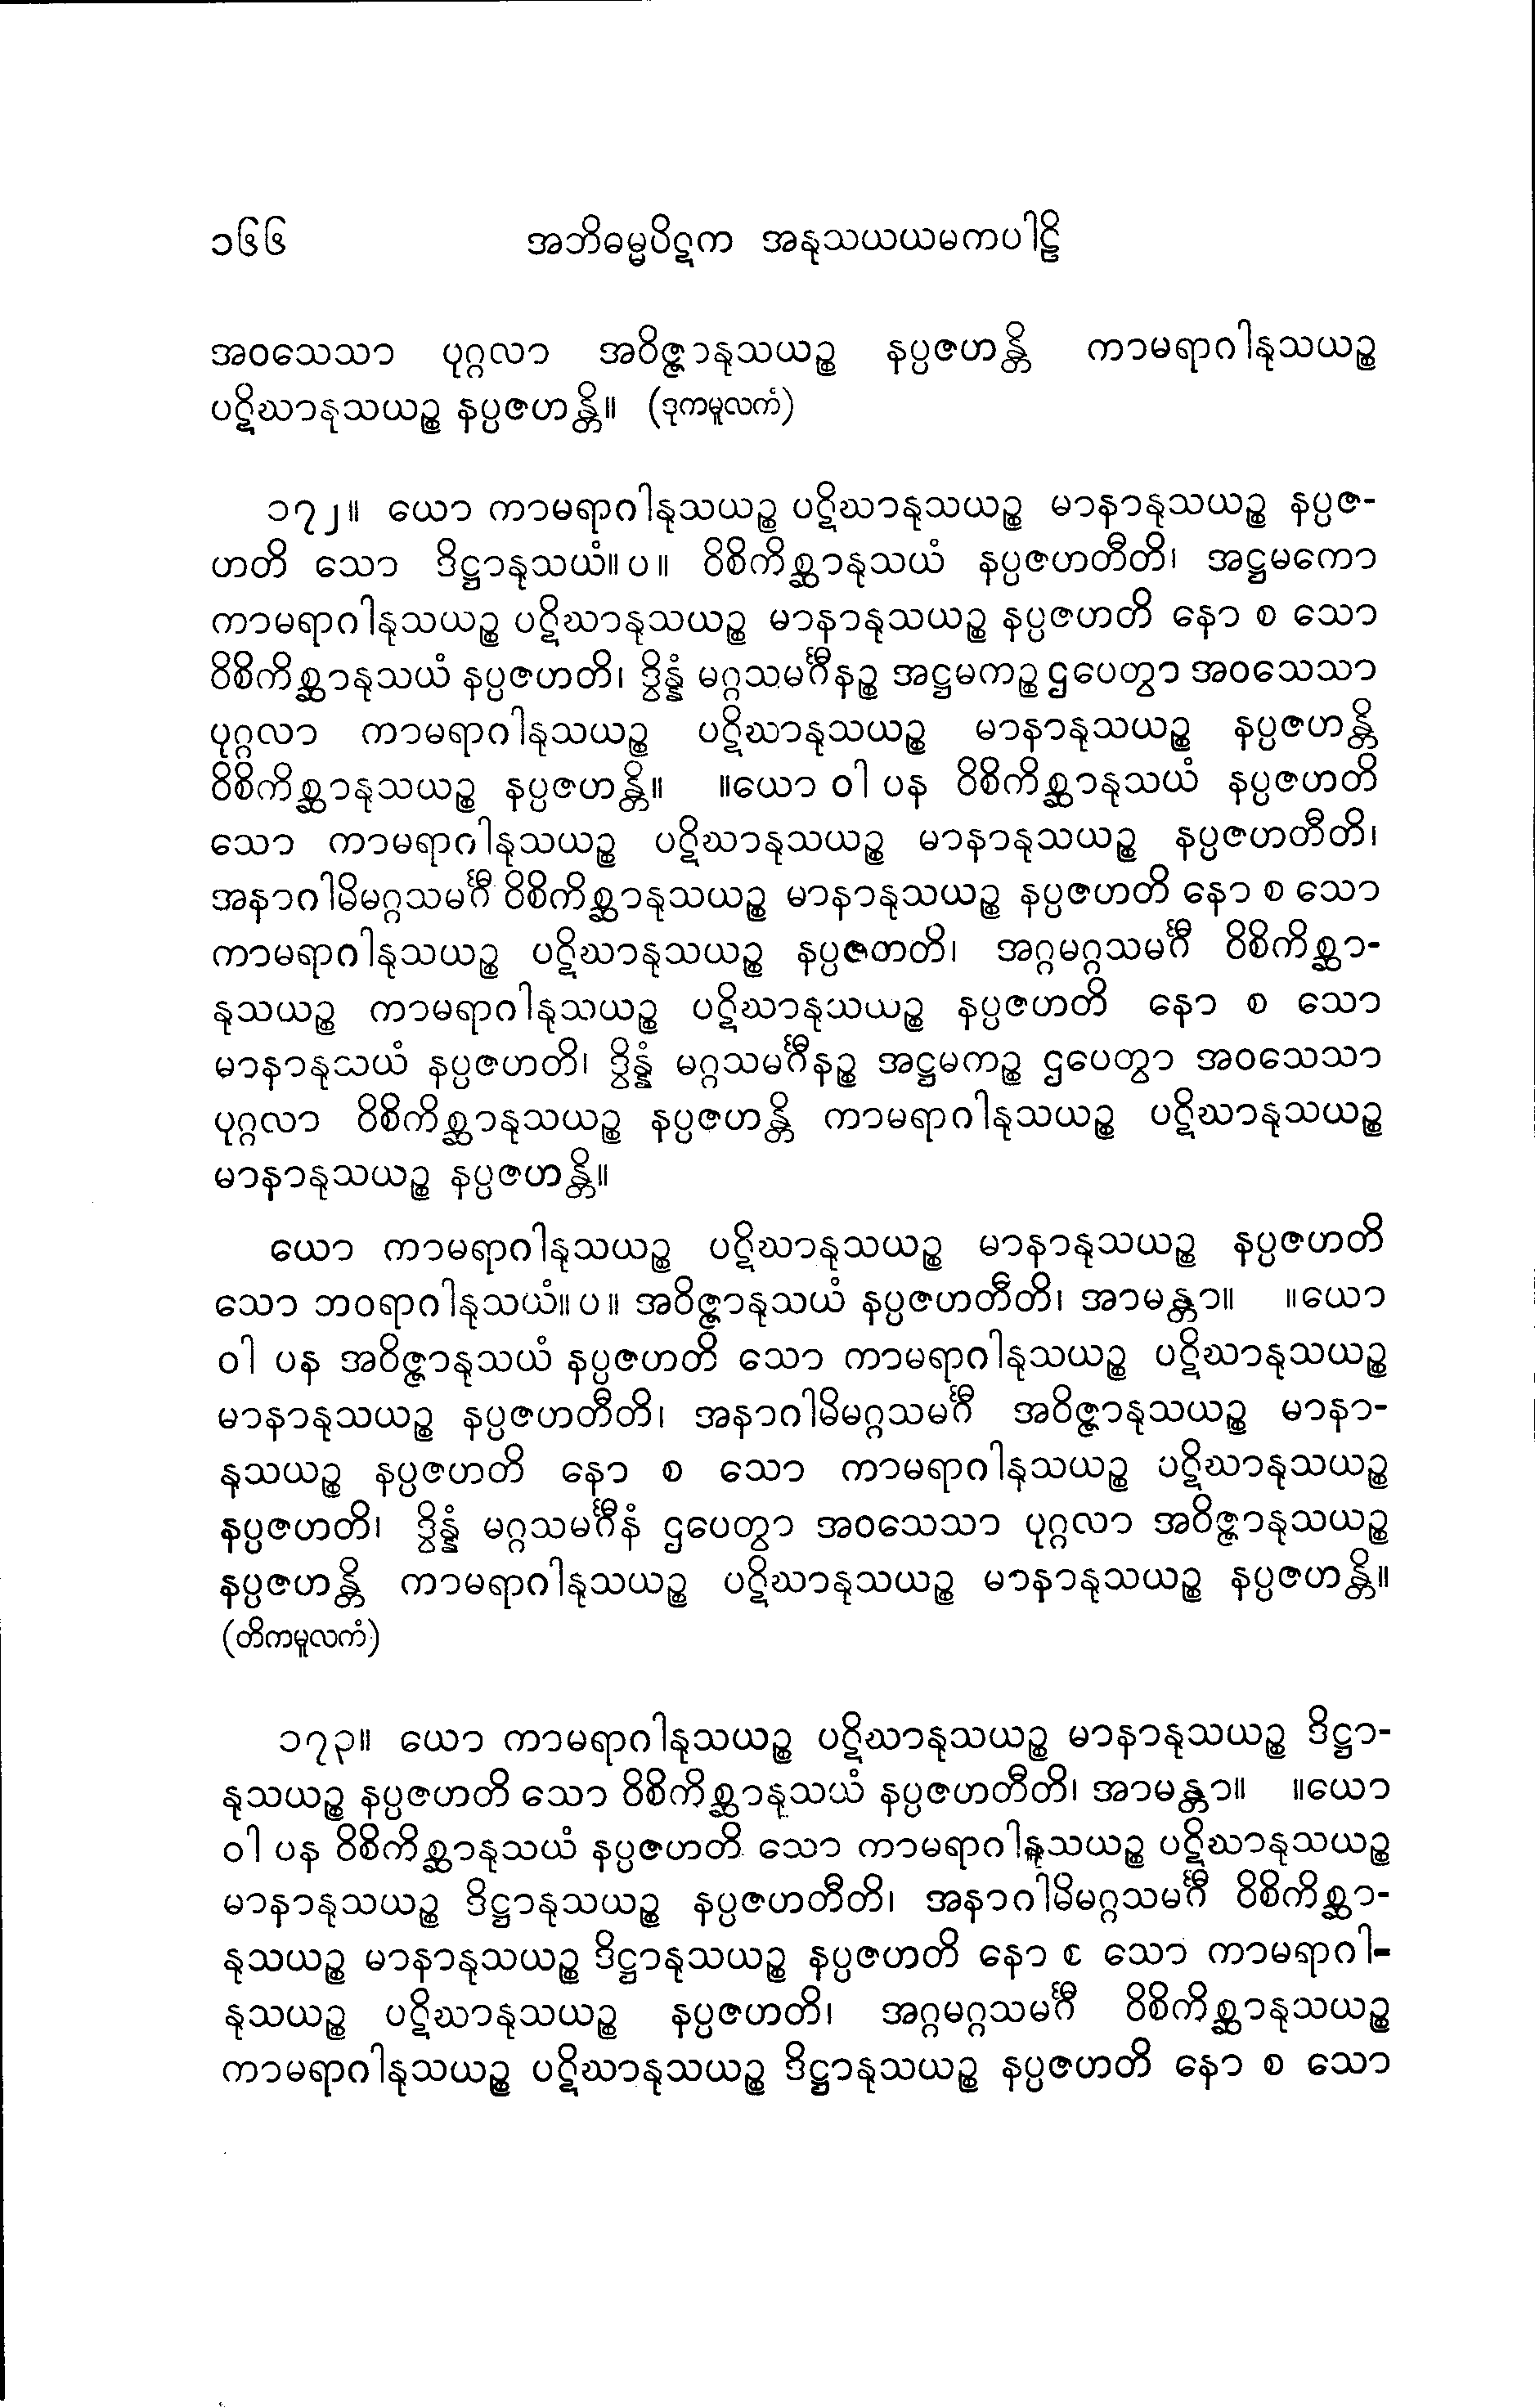 ၁၆၆ အဘိဓမ္မပိဋက အနုသယယမကပါဠိ
အဝသေသာ ပုဂ္ဂလာ အဝိဇ္ဇာနုသယဉ္စ နပ္ပဇဟန္တိ ကာမရာဂါနုသယဉ္စ
ပဋိဃာနုသယဉ္စ နပ္ပဇဟန္တိ။ (ဒုကမူလကံ)
၁၇၂။ ယော ကာမရာဂါနုသယဉ္စ ပဋိဃာနုသယဉ္စ မာနာနုသယဉ္စ နပ္ပဇ-
ဟတိ သော ဒိဋ္ဌာနုသယံ။ပ။ ဝိစိကိစ္ဆာနုသယံ နပ္ပဇဟတီတိ၊ အဋ္ဌမကော
ကာမရာဂါနုသယဉ္စ ပဋိဃာနုသယဉ္စ မာနာနုသယဉ္စ နပ္ပဇဟတိ နော စ သော
ဝိစိကိစ္ဆာနုသယံ နပ္ပဇဟတိ၊ ဒွိန္နံ မဂ္ဂသမင်္ဂီနဉ္စ အဋ္ဌမကဉ္စ ဌပေတွာ အဝသေသာ
ပုဂ္ဂလာ ကာမရာဂါနုသယဉ္စ ပဋိဃာနုသယဉ္စ မာနာနုသယဉ္စ နပ္ပဇဟန္တိ
ဝိစိကိစ္ဆာနုသယဉ္စ နပ္ပဇဟန္တိ။ ။ယော ဝါ ပန ဝိစိကိစ္ဆာနုသယံ နပ္ပဇဟတိ
သော ကာမရာဂါနုသယဉ္စ ပဋိဃာနုသယဉ္စ မာနာနုသယဉ္စ နပ္ပဇဟတီတိ၊
အနာဂါမိမဂ္ဂသမင်္ဂီ ဝိစိကိစ္ဆာနုသယဉ္စ မာနာနုသယဉ္စ နပ္ပဇဟတိ နော စ သော
ကာမရာဂါနုသယဉ္စ ပဋိဃာနုသယဉ္စ နပ္ပဇဟတိ၊ အဂ္ဂမဂ္ဂသမင်္ဂီ ဝိစိကိစ္ဆာ-
နုသယဉ္စ ကာမရာဂါနုသယဉ္စ ပဋိဃာနုသယဉ္စ နပ္ပဇဟတိ နော စ သော
မာနာနုသယံ နပ္ပဇဟတိ၊ ဒွိန္နံ မဂ္ဂသမင်္ဂီနဉ္စ အဋ္ဌမကဉ္စ ဌပေတွာ အဝသေသာ
ပုဂ္ဂလာ ဝိစိကိစ္ဆာနုသယဉ္စ နပ္ပဇဟန္တိ ကာမရာဂါနုသယဉ္စ ပဋိဃာနုသယဉ္စ
မာနာနုသယဉ္စ နပ္ပဇဟန္တိ။
ယော ကာမရာဂါနုသယဉ္စ ပဋိဃာနုသယဉ္စ မာနာနုသယဉ္စ နပ္ပဇဟတိ
သော ဘဝရာဂါနုသယံ။ပ။ အဝိဇ္ဇာနုသယံ နပ္ပဇဟတီတိ၊ အာမန္တာ။ ။ယော
ဝါ ပန အဝိဇ္ဇာနုသယံ နပ္ပဇဟတိ သော ကာမရာဂါနုသယဉ္စ ပဋိဃာနုသယဉ္စ
မာနာနုသယဉ္စ နပ္ပဇဟတီတိ၊ အနာဂါမိမဂ္ဂသမင်္ဂီ အဝိဇ္ဇာနုသယဉ္စ မာနာ-
နုသယဉ္စ နပ္ပဇဟတိ နော စ သော ကာမရာဂါနုသယဉ္စ ပဋိဃာနုသယဉ္စ
နပ္ပဇဟတိ၊ ဒွိန္နံ မဂ္ဂသမင်္ဂီနံ ဌပေတွာ အဝသေသာ ပုဂ္ဂလာ အဝိဇ္ဇာနုသယဉ္စ
နပ္ပဇဟန္တိ ကာမရာဂါနုသယဉ္စ ပဋိဃာနုသယဉ္စ မာနာနုသယဉ္စ နပ္ပဇဟန္တိ။
(တိကမူလကံ)
၁၇၃။ ယော ကာမရာဂါနုသယဉ္စ ပဋိဃာနုသယဉ္စ မာနာနုသယဉ္စ ဒိဋ္ဌာ-
နုသယဉ္စ နပ္ပဇဟတိ သော ဝိစိကိစ္ဆာနုသယံ နပ္ပဇဟတီတိ၊ အာမန္တာ။ ။ယော
ဝါ ပန ဝိစိကိစ္ဆာနုသယံ နပ္ပဇဟတိ သော ကာမရာဂါနုသယဉ္စ ပဋိဃာနုသယဉ္စ
မာနာနုသယဉ္စ ဒိဋ္ဌာနုသယဉ္စ နပ္ပဇဟတီတိ၊ အနာဂါမိမဂ္ဂသမင်္ဂီ ဝိစိကိစ္ဆာ-
နုသယဉ္စ မာနာနုသယဉ္စ ဒိဋ္ဌာနုသယဉ္စ နပ္ပဇဟတိ နော စ သော ကာမရာဂါ-
နုသယဉ္စ ပဋိဃာနုသယဉ္စ နပ္ပဇဟတိ၊ အဂ္ဂမဂ္ဂသမင်္ဂီ ဝိစိကိစ္ဆာနုသယဉ္စ
ကာမရာဂါနုသယဉ္စ ပဋိဃာနုသယဉ္စ ဒိဋ္ဌာနုသယဉ္စ နပ္ပဇဟတိ နော စ သော